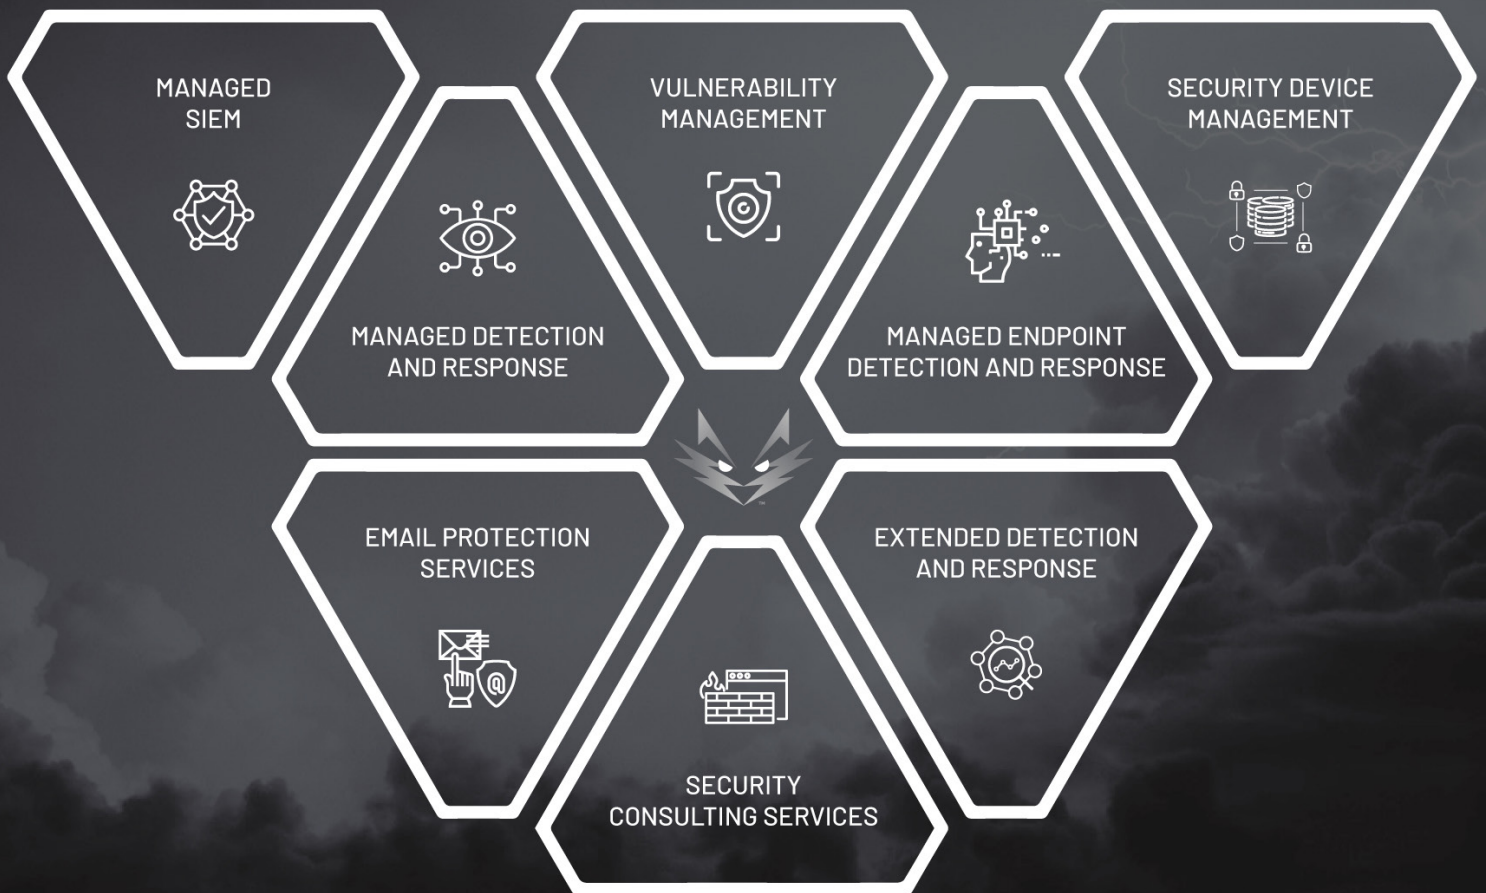 MANAGED
SIEM
VULNERABILITY
MANAGEMENT
SECURITY DEVICE
MANAGEMENT
MANAGED DETECTION
AND RESPONSE
MANAGED ENDPOINT
DETECTION AND RESPONSE
EMAIL PROTECTION
SERVICES
EXTENDED DETECTION
AND RESPONSE
SECURITY
CONSULTING SERVICES